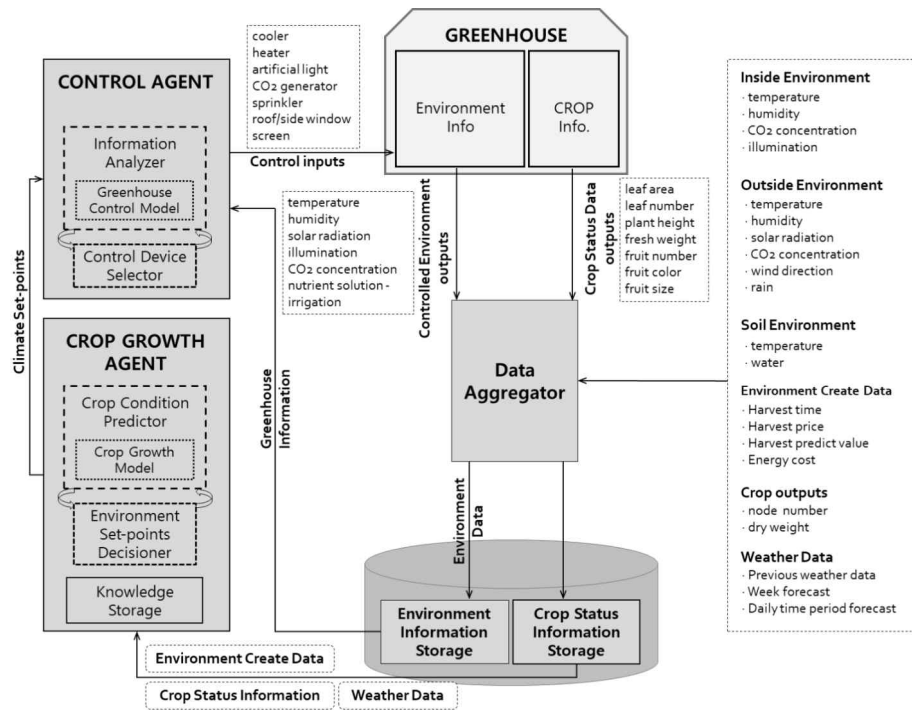 CONTROL AGENT
Information
Analyzer
Greenhouse
Control Model
Control Device
Selector
cooler
heater
artificial light
CO2 generator
sprinkler
roof/side window
screen
Control inputs
GREENHOUSE
Environment
Info
CROP
Info.
temperature
humidity
solar radiation
illumination
CO2 concentration
nutrient solution -
irrigation
Controlled Environment
outputs
Crop Status Data
outputs
leaf area
leaf number
plant height
fresh weight
fruit number
fruit color
fruit size
Climate Set-points
CROP GROWTH
AGENT
Crop Condition
Predictor
Crop Growth
Model
Environment
Set-points
Decisioner
Knowledge
Storage
Greenhouse
Information
Data
Aggregator
Environment
Data
Environment
Information
Storage
Crop Status
Information
Storage
Environment Create Data
Crop Status Information
Weather Data
Inside Environment
· temperature
· humidity
· CO2 concentration
· illumination
Outside Environment
· temperature
· humidity
· solar radiation
· CO2 concentration
· wind direction
· rain
Soil Environment
· temperature
· water
Environment Create Data
· Harvest time
· Harvest price
· Harvest predict value
· Energy cost
Crop outputs
· node number
· dry weight
Weather Data
· Previous weather data
· Week forecast
· Daily time period forecast